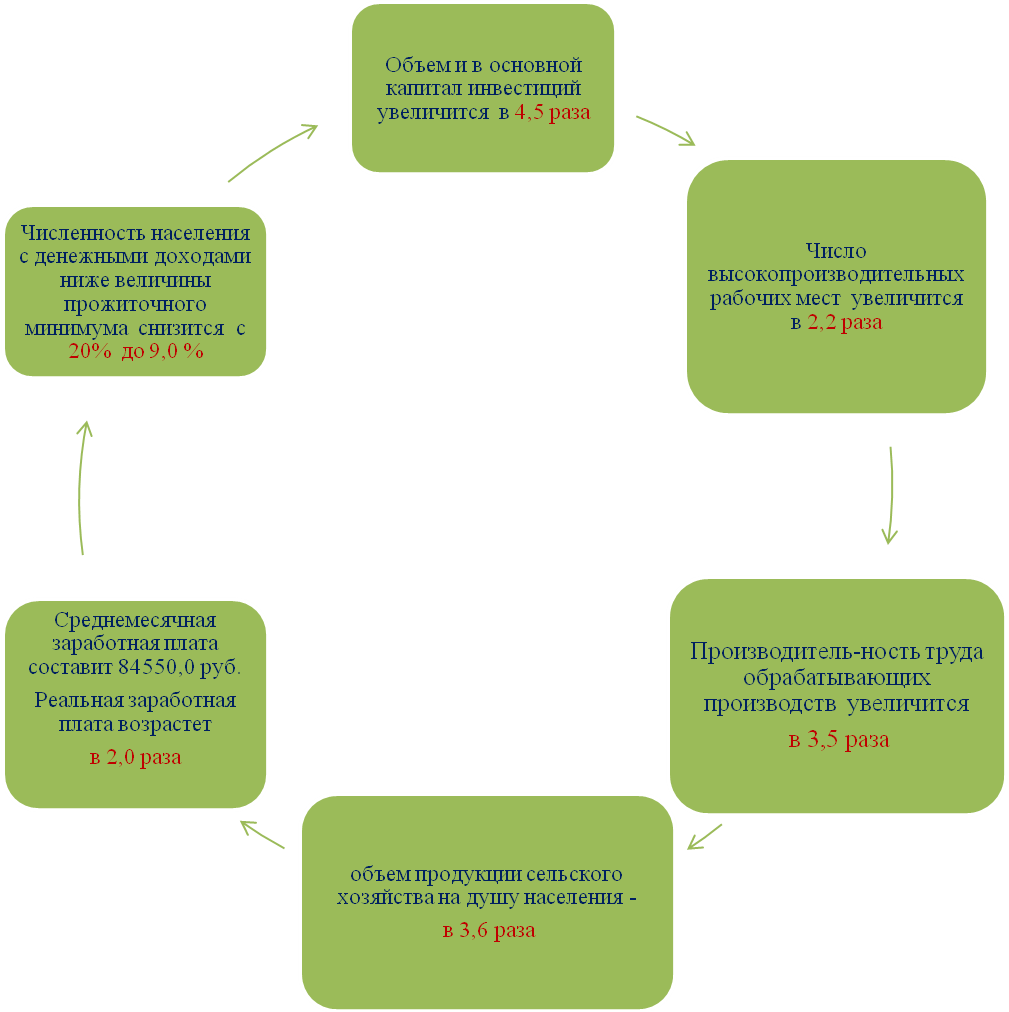 Объем и в основной
капитал инвестиций
увеличится в 4,5 раза
Число
высокопроизводительных
рабочих мест увеличится
в 2,2 раза
Производитель-ность труда
обрабатывающих
производств увеличится
в 3,5 раза
объем продукции сельского
хозяйства на душу населения -
в 3,6 раза
Среднемесячная
заработная плата
составит 84550,0 руб.
Реальная заработная
плата возрастет
в 2,0 раза
Численность населения
с денежными доходами
ниже величины
прожиточного
минимума снизится с
20% до 9,0 %